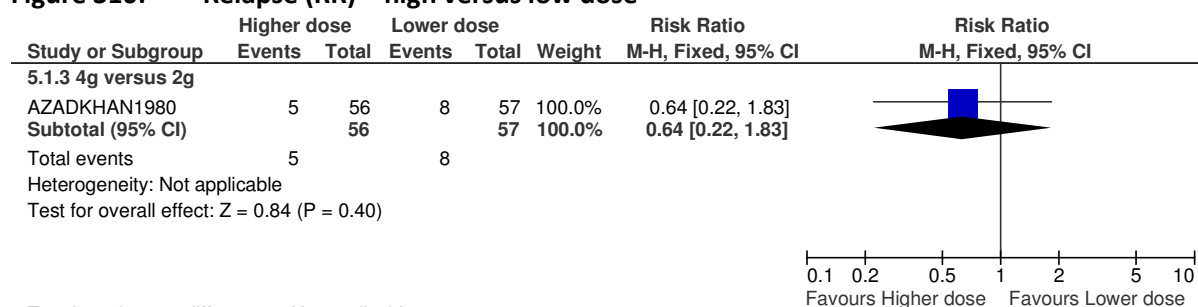 Figure 310: Relapse (RR) – high versus low dose
Higher dose Lower dose Risk Ratio Risk Ratio
Study or Subgroup Events Total Events Total Weight M-H, Fixed, 95% CI M-H, Fixed, 95% CI
5.1.3 4g versus 2g
AZADKHAN1980 5 56 8 57 100.0% 0.64 [0.22, 1.83]
Subtotal (95% CI) 56 57 100.0% 0.64 [0.22, 1.83]
Total events 5 8
Heterogeneity: Not applicable
Test for overall effect: Z = 0.84 (P = 0.40)
0.1 0.2 0.5 1 2 5 10
Favours Higher dose Favours Lower dose